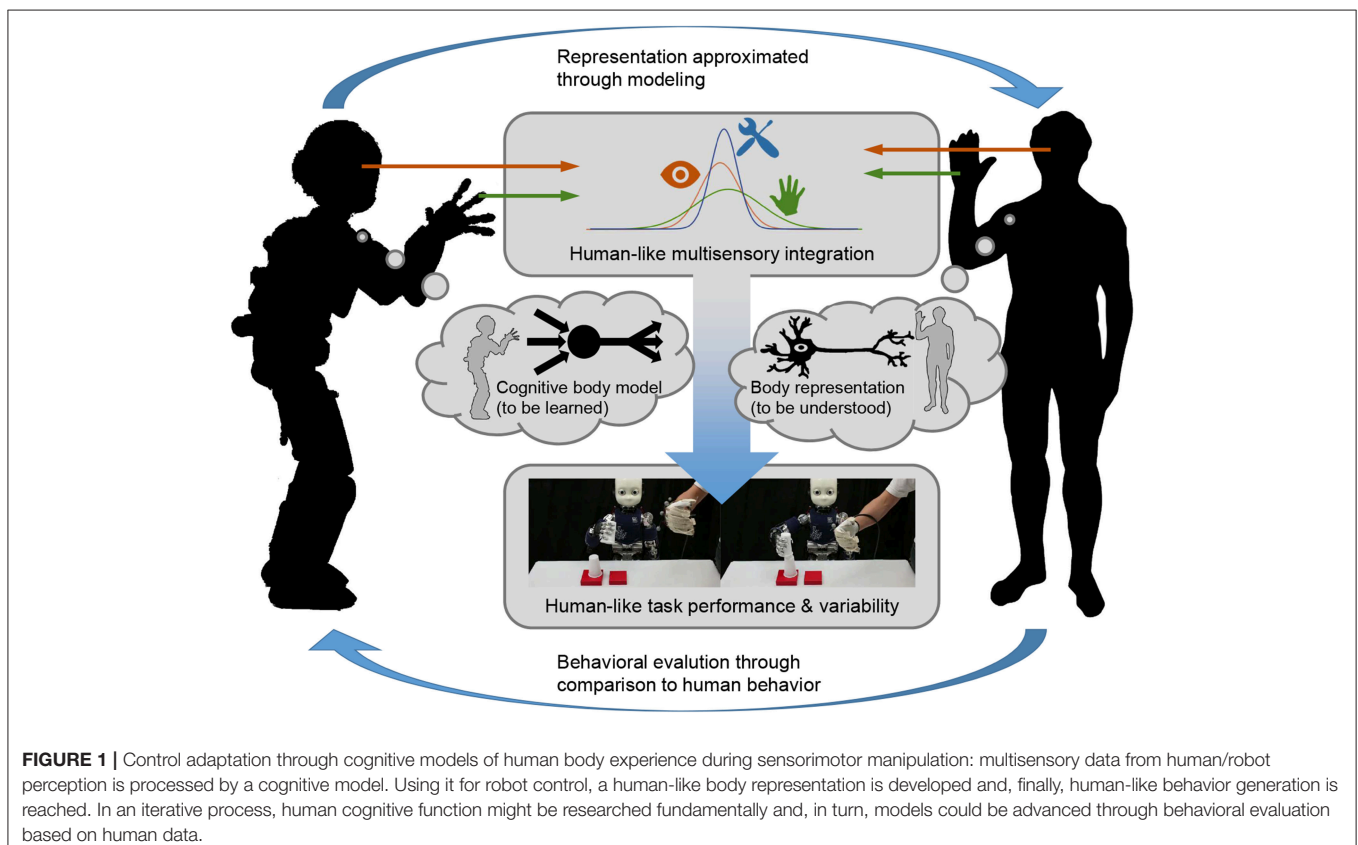 Representation approximated
through modeling
Human-like multisensory integration
Cognitive body model
(to be learned)
Body representation
(to be understood)
Human-like task performance & variability
Behavioral evalution through
comparison to human behavior
FIGURE 1 | Control adaptation through cognitive models of human body experience during sensorimotor manipulation: multisensory data from human/robot
perception is processed by a cognitive model. Using it for robot control, a human-like body representation is developed and, finally, human-like behavior generation is
reached. In an iterative process, human cognitive function might be researched fundamentally and, in turn, models could be advanced through behavioral evaluation
based on human data.